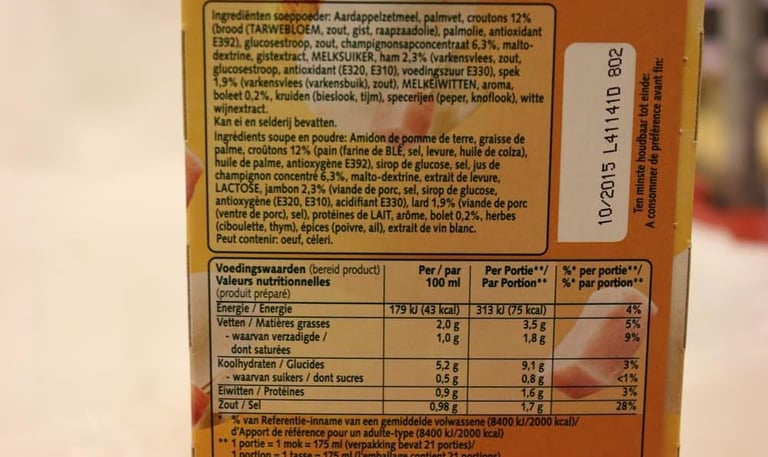 Ingrediënten soeppoeder: Aardappelzetmeel, palmvet, croutons 12%
(brood (TARWEBLOEM, zout, gist, raapzaadolie), palmolie, antioxidant
E392), glucosestroop, zout, champignonsapconcentraat 6,3%, malto-
dextrine, gistextract, MELKSUIKER, ham 2,3% (varkensvlees, zout,
glucosestroop, antioxidant (E320, E310), voedingszuur E330), spek
1,9% (varkensvlees (varkensbuik), zout), MELKEIWITTEN, aroma,
boleet 0,2%, kruiden (bieslook, tijm), specerijen (peper, knoflook), witte
wijnextract.
Kan ei en selderij bevatten.
Ingrédients soupe en poudre: Amidon de pomme de terre, graisse de
palme, croûtons 12% (pain (farine de BLÉ, sel, levure, huile de colza),
huile de palme, antioxygène E392), sirop de glucose, sel, jus de
champignon concentré 6,3%, malto-dextrine, extrait de levure,
LACTOSE, jambon 2,3% (viande de porc, sel, sirop de glucose,
antioxygène (E320, E310), acidifiant E330), lard 1,9% (viande de porc
(ventre de porc), sel), protéines de LAIT, arôme, bolet 0,2%, herbes
(ciboulette, thym), épices (poivre, ail), extrait de vin blanc.
Peut contenir: oeuf, céleri.
10/2015 L41141D 802
Ten minste houdbaar tot einde:
A consommer de préférence avant fin:
Voedingswaarden (bereid product) Per / par Per Portie**/ %* per portie**/
Valeurs nutritionnelles 100 ml Par Portion** %* par portion**
(produit préparé)
Energie / Energie 179 kJ (43 kcal) 313 kJ (75 kcal) 4%
Vetten / Matières grasses 2,0 g 3,5 g 5%
- waarvan verzadigde / 1,0 g 1,8 g 9%
dont saturées
Koolhydraten / Glucides 5,2 g 9,1 g 3%
- waarvan suikers / dont sucres 0,5 g 0,8 g <1%
Eiwitten / Protéines 0,9 g 1,6 g 3%
Zout / Sel 0,98 g 1,7 g 28%
* % van Referentie-inname van een gemiddelde volwassene (8400 kJ/2000 kcal)/
d'Apport de référence pour un adulte-type (8400 kJ/2000 kcal)
** 1 portie = 1 mok = 175 ml (verpakking bevat 21 porties)/
1 portion = 1 tasse = 175 ml (l'emballage contient 21 portions)